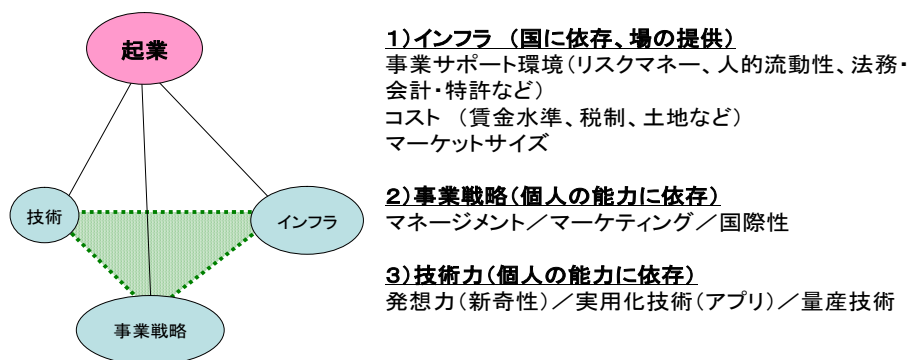 起業
技術
インフラ
事業戦略
1)インフラ (国に依存、場の提供)
事業サポート環境(リスクマネー、人的流動性、法務・
会計・特許など)
コスト (賃金水準、税制、土地など)
マーケットサイズ
2)事業戦略(個人の能力に依存)
マネージメント/マーケティング/国際性
3)技術力(個人の能力に依存)
発想力(新奇性)/実用化技術(アプリ)/量産技術